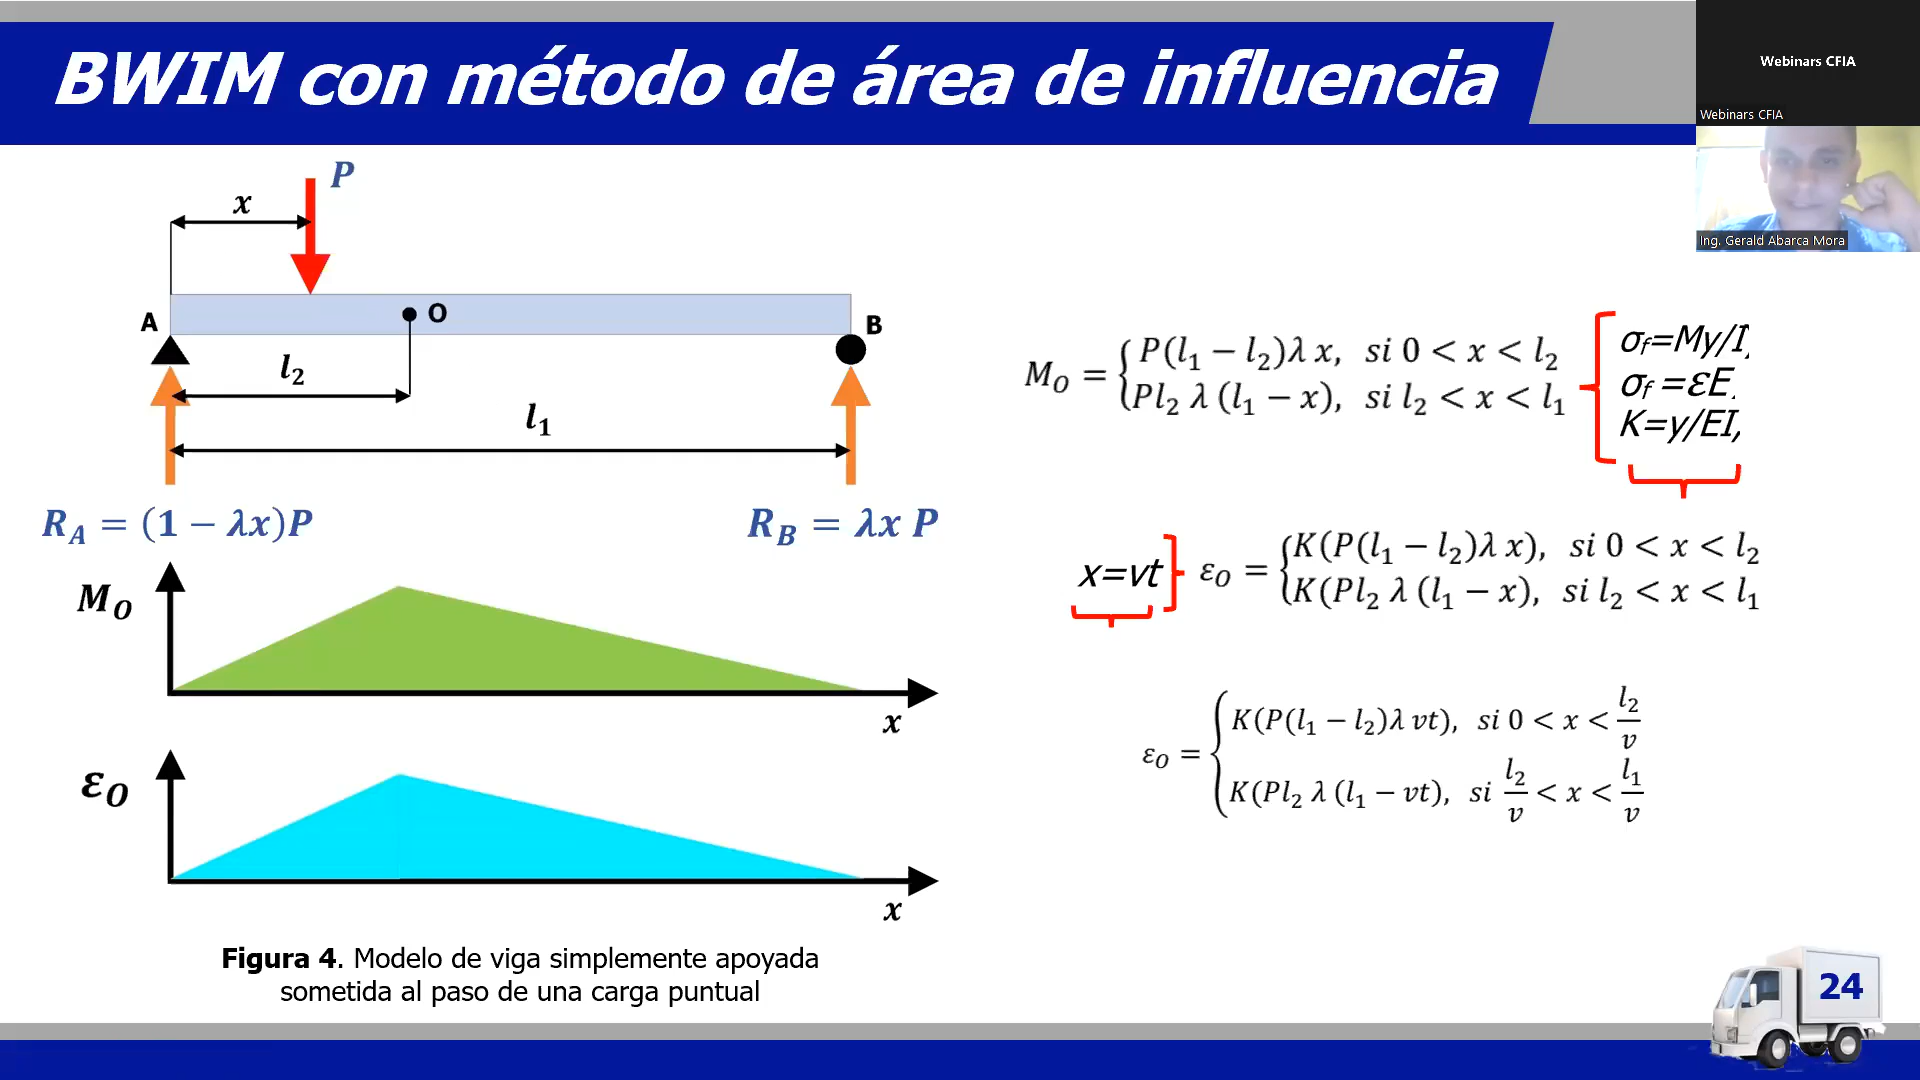 BWIM con método de área de influencia
Webinars CFIA
Webinars CFIA
Ing. Gerald Abarca Mora
P
x
A
O
B
l₂
l₁
R_A = (1 − λx)P
R_B = λx P
M_O
x
ε_O
x
Figura 4. Modelo de viga simplemente apoyada
sometida al paso de una carga puntual
M_O = { P(l₁ − l₂)λ x, si 0 < x < l₂
Pl₂ λ (l₁ − x), si l₂ < x < l₁
σf=My/I,
σf =εE,
K=y/EI,
x=vt
ε_O = { K(P(l₁ − l₂)λ x), si 0 < x < l₂
K(Pl₂ λ (l₁ − x), si l₂ < x < l₁
ε_O = { K(P(l₁ − l₂)λ vt), si 0 < x < l₂/v
K(Pl₂ λ (l₁ − vt), si l₂/v < x < l₁/v
24